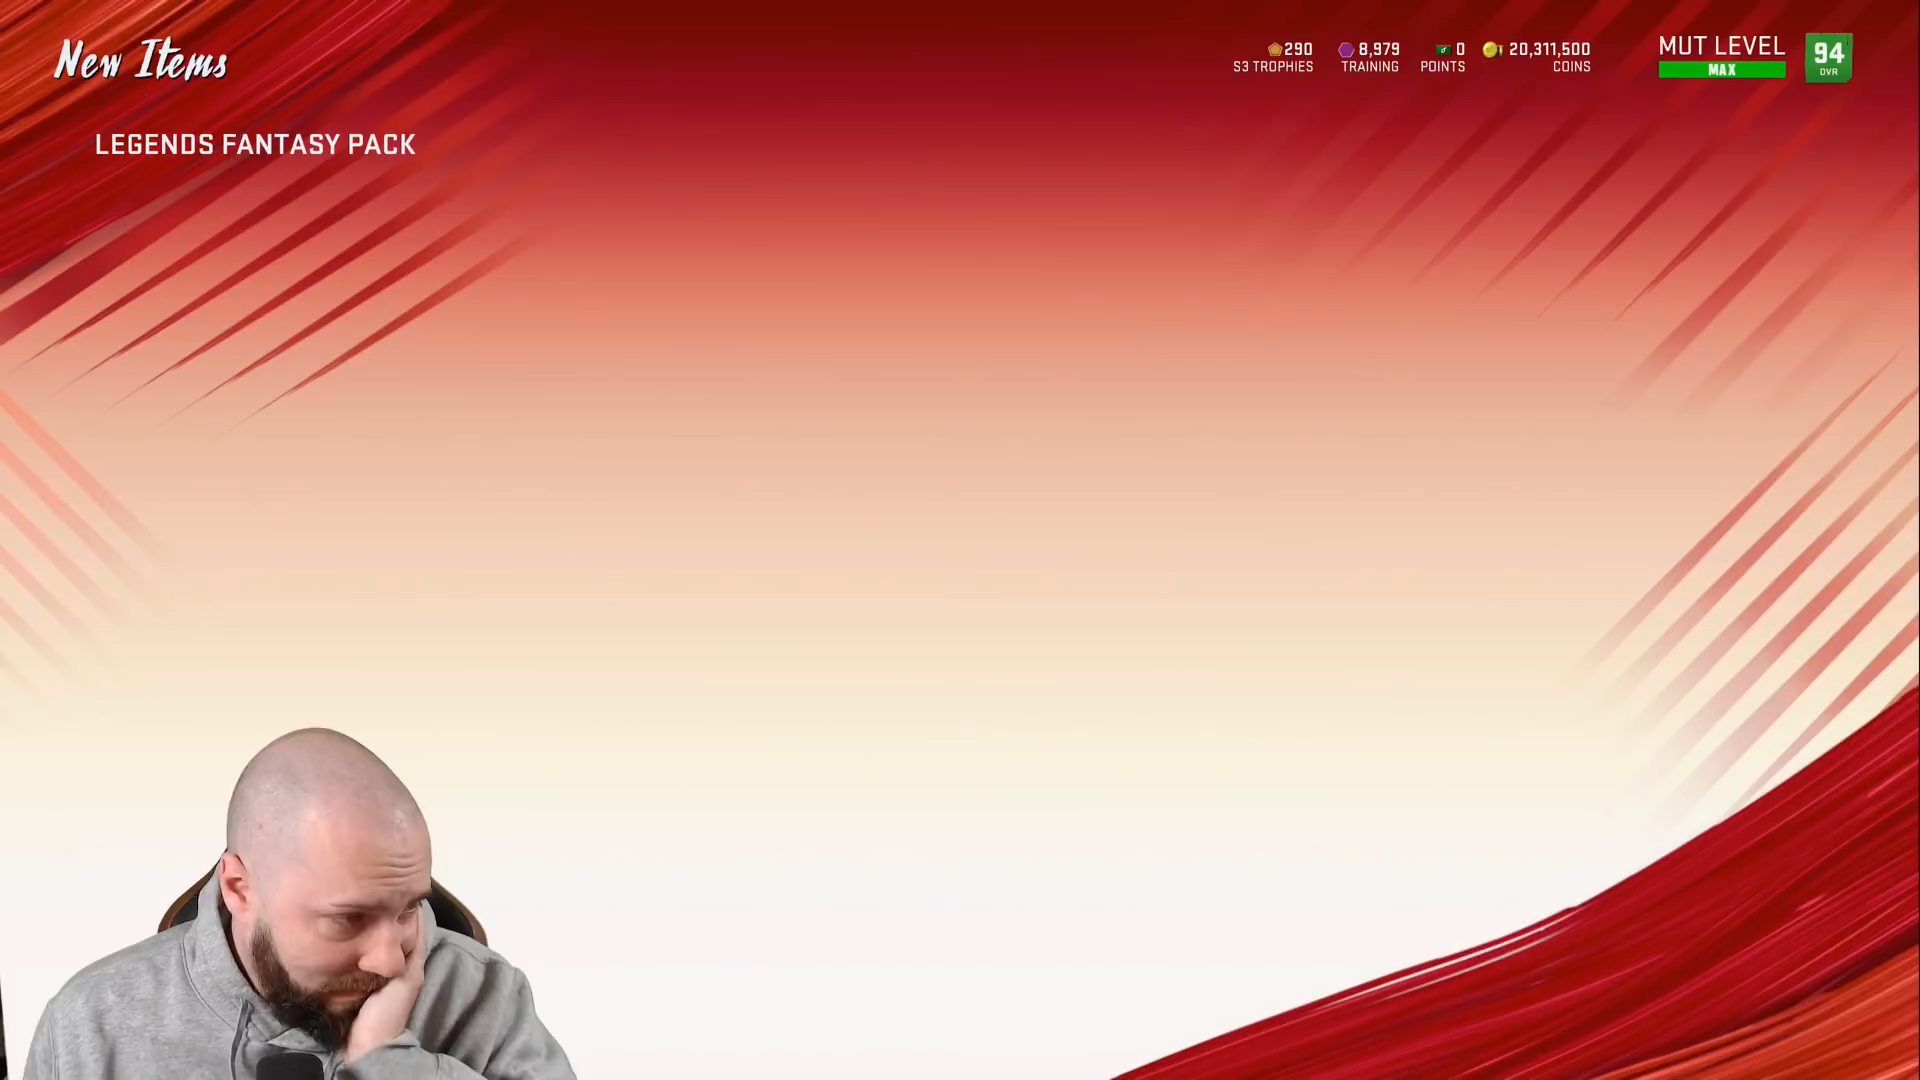 New Items
290
S3 TROPHIES
8,979
TRAINING
0
POINTS
20,311,500
COINS
MUT LEVEL
MAX
94
OVR
LEGENDS FANTASY PACK